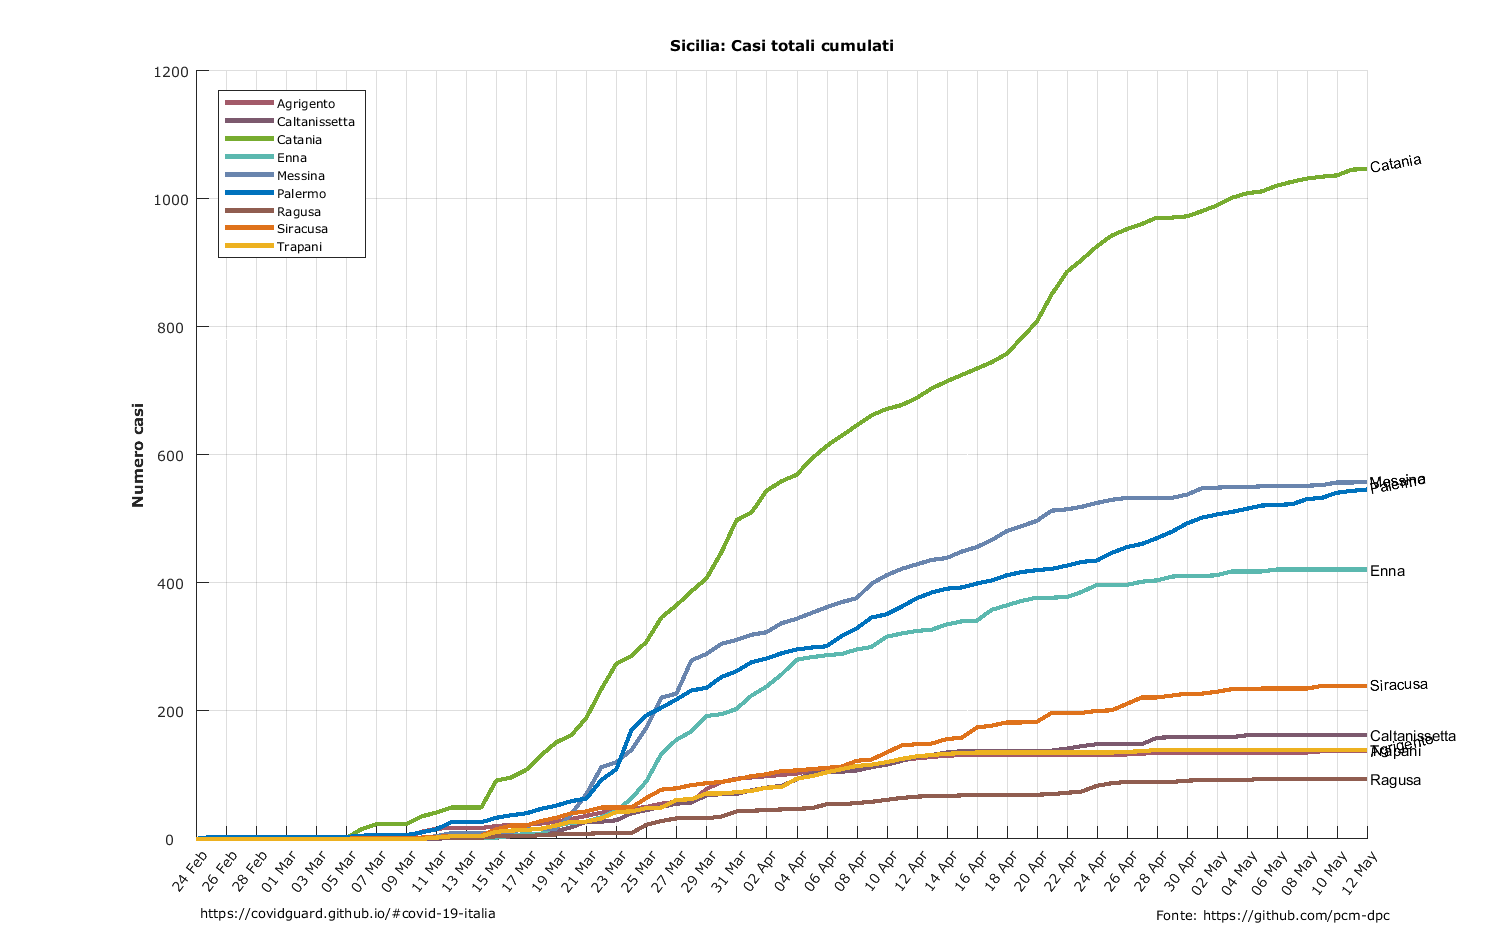 Sicilia: Casi totali cumulati
Numero casi
1200
1000
800
600
400
200
0
Agrigento
Caltanissetta
Catania
Enna
Messina
Palermo
Ragusa
Siracusa
Trapani
Catania
Messina
Palermo
Enna
Siracusa
Caltanissetta
Agrigento
Trapani
Ragusa
24 Feb
26 Feb
28 Feb
01 Mar
03 Mar
05 Mar
07 Mar
09 Mar
11 Mar
13 Mar
15 Mar
17 Mar
19 Mar
21 Mar
23 Mar
25 Mar
27 Mar
29 Mar
31 Mar
02 Apr
04 Apr
06 Apr
08 Apr
10 Apr
12 Apr
14 Apr
16 Apr
18 Apr
20 Apr
22 Apr
24 Apr
26 Apr
28 Apr
30 Apr
02 May
04 May
06 May
08 May
10 May
12 May
https://covidguard.github.io/#covid-19-italia
Fonte: https://github.com/pcm-dpc